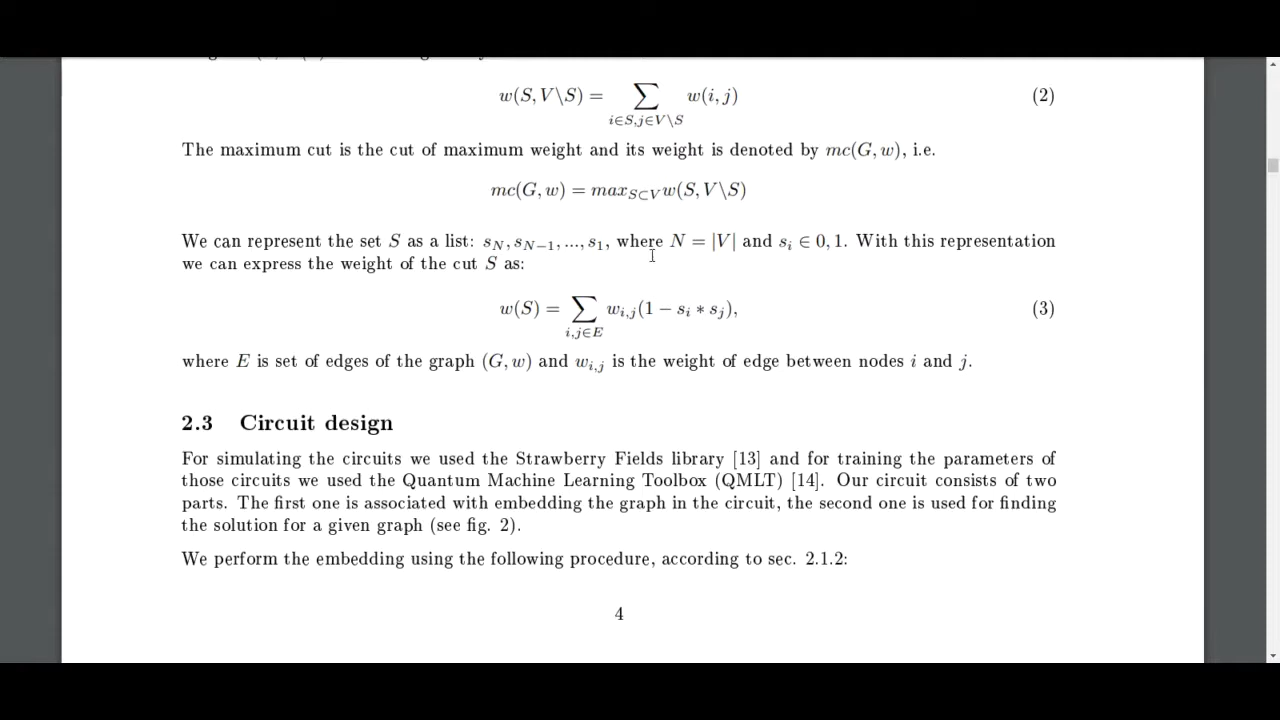 w(S, V\S) = ∑_{i∈S,j∈V\S} w(i, j) (2)
The maximum cut is the cut of maximum weight and its weight is denoted by mc(G, w), i.e.
mc(G, w) = max_{S⊂V} w(S, V\S)
We can represent the set S as a list: s_N, s_{N−1}, ..., s_1, where N = |V| and s_i ∈ 0, 1. With this representation
we can express the weight of the cut S as:
w(S) = ∑_{i,j∈E} w_{i,j}(1 − s_i * s_j), (3)
where E is set of edges of the graph (G, w) and w_{i,j} is the weight of edge between nodes i and j.
2.3 Circuit design
For simulating the circuits we used the Strawberry Fields library [13] and for training the parameters of
those circuits we used the Quantum Machine Learning Toolbox (QMLT) [14]. Our circuit consists of two
parts. The first one is associated with embedding the graph in the circuit, the second one is used for finding
the solution for a given graph (see fig. 2).
We perform the embedding using the following procedure, according to sec. 2.1.2:
4